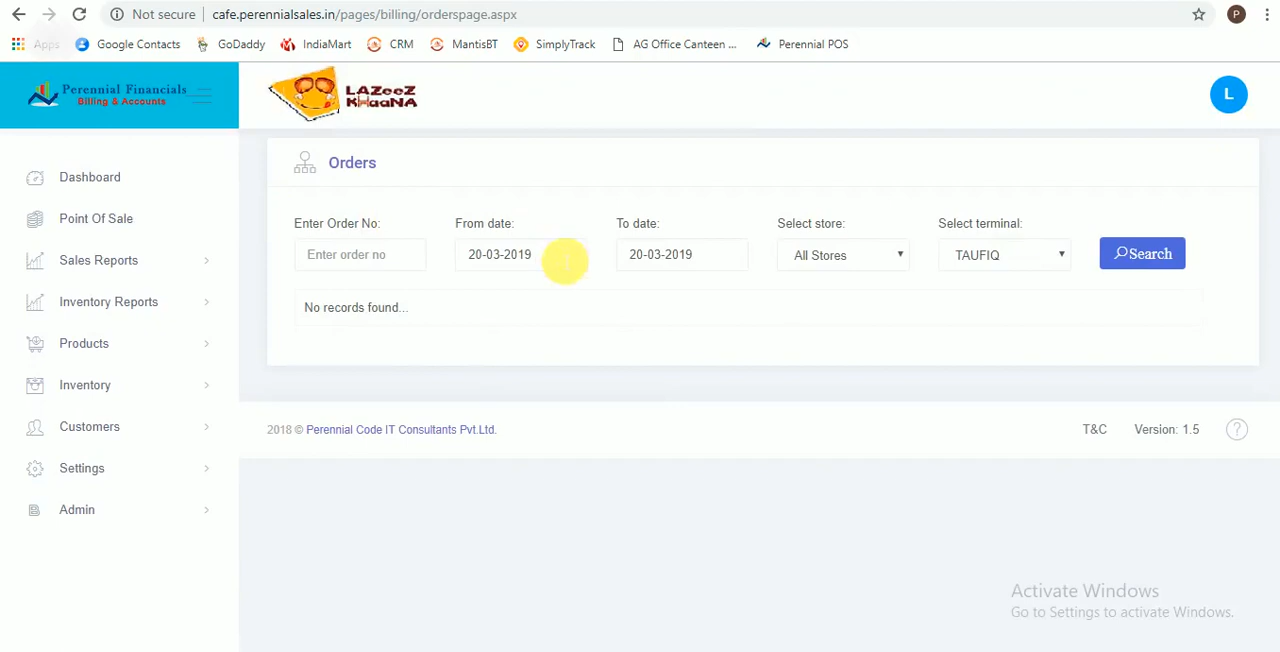 Not secure | cafe.perennialsales.in/pages/billing/orderspage.aspx P
Apps Google Contacts GoDaddy IndiaMart CRM MantisBT SimplyTrack AG Office Canteen ... Perennial POS
Perennial Financials
Billing & Accounts
LAZeeZ
KHaaNA
L
Dashboard
Point Of Sale
Sales Reports
Inventory Reports
Products
Inventory
Customers
Settings
Admin
Orders
Enter Order No: From date: To date: Select store: Select terminal:
Enter order no 20-03-2019 20-03-2019 All Stores TAUFIQ Search
No records found...
2018 © Perennial Code IT Consultants Pvt.Ltd. T&C Version: 1.5 ?
Activate Windows
Go to Settings to activate Windows.